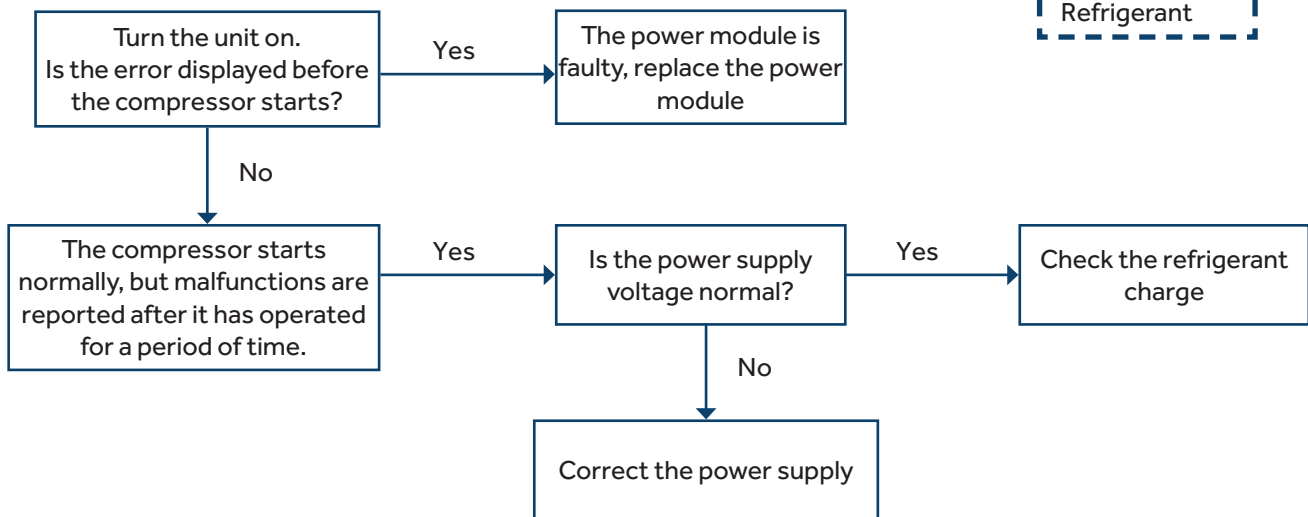 Refrigerant
Turn the unit on.
Is the error displayed before
the compressor starts?
Yes
The power module is
faulty, replace the power
module
No
The compressor starts
normally, but malfunctions are
reported after it has operated
for a period of time.
Yes
Is the power supply
voltage normal?
Yes
Check the refrigerant
charge
No
Correct the power supply